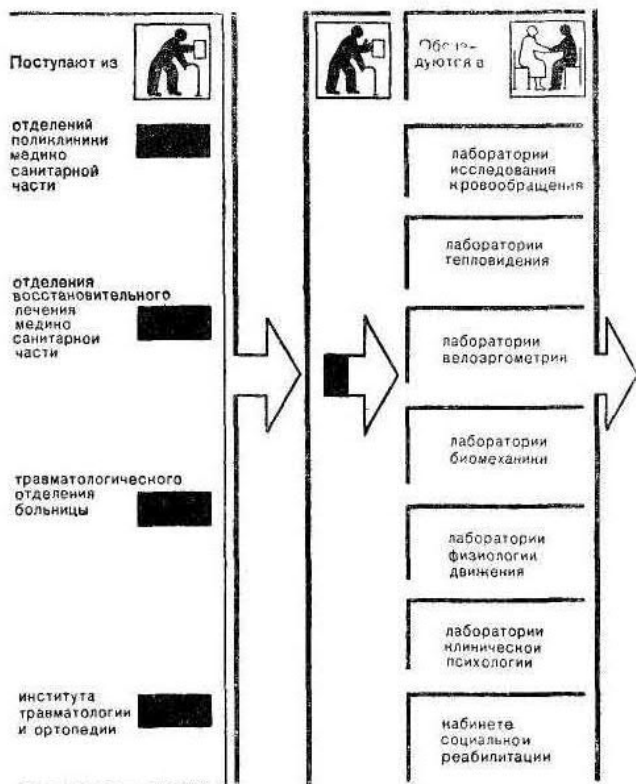 Поступают из
отделений
поликлиники
медико
санитарной
части
отделения
восстановительного
лечения
медико
санитарной
части
травматологического
отделения
больницы
института
травматологии
и ортопедии
дуются в
лаборатории
исследования
кровообращения
лаборатории
тепловидения
лаборатории
велоэргометрии
лаборатории
биомеханики
лаборатории
физиологии
движения
лаборатории
клинической
психологии
кабинете
социальной
реабилитации